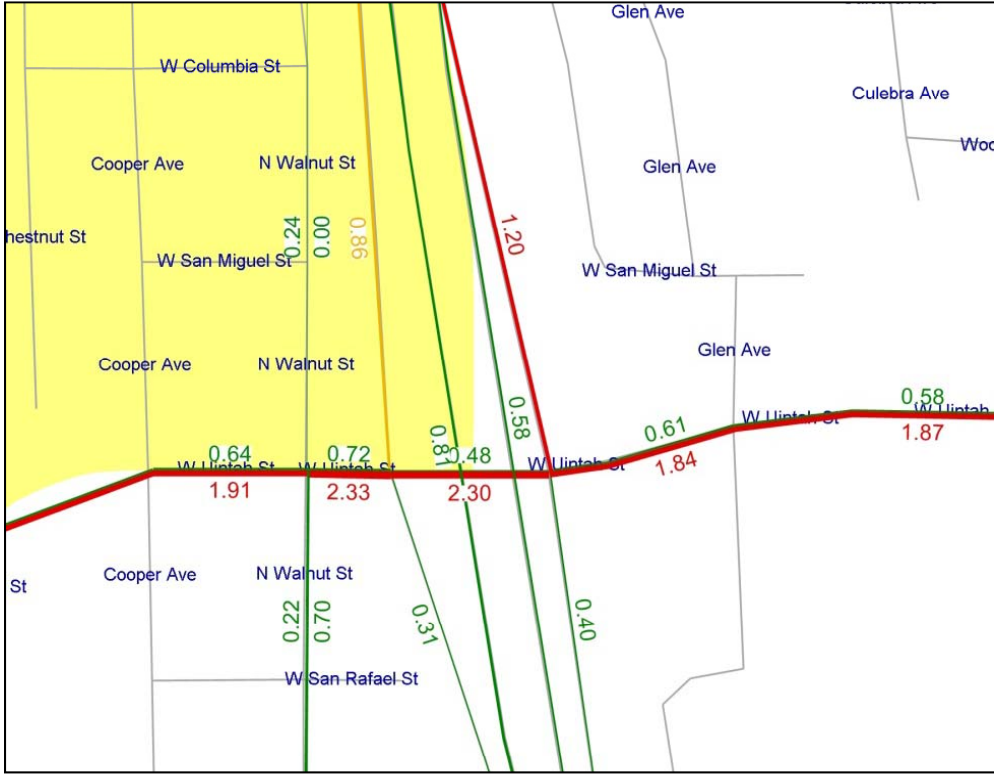 Glen Ave
W Columbia St
Culebra Ave
Cooper Ave
N Walnut St
Glen Ave
0.24
0.00
0.86
1.20
hestnut St
W San Miguel St
W San Miguel St
Glen Ave
Cooper Ave
N Walnut St
0.58
W Uintah
1.87
W Uintah St
0.61
1.84
0.58
0.81
0.64
0.72
0.48
W Uintah St
W Uintah St
W Uintah St
1.91
2.33
2.30
St
Cooper Ave
N Walnut St
0.22
0.70
0.31
0.40
W San Rafael St